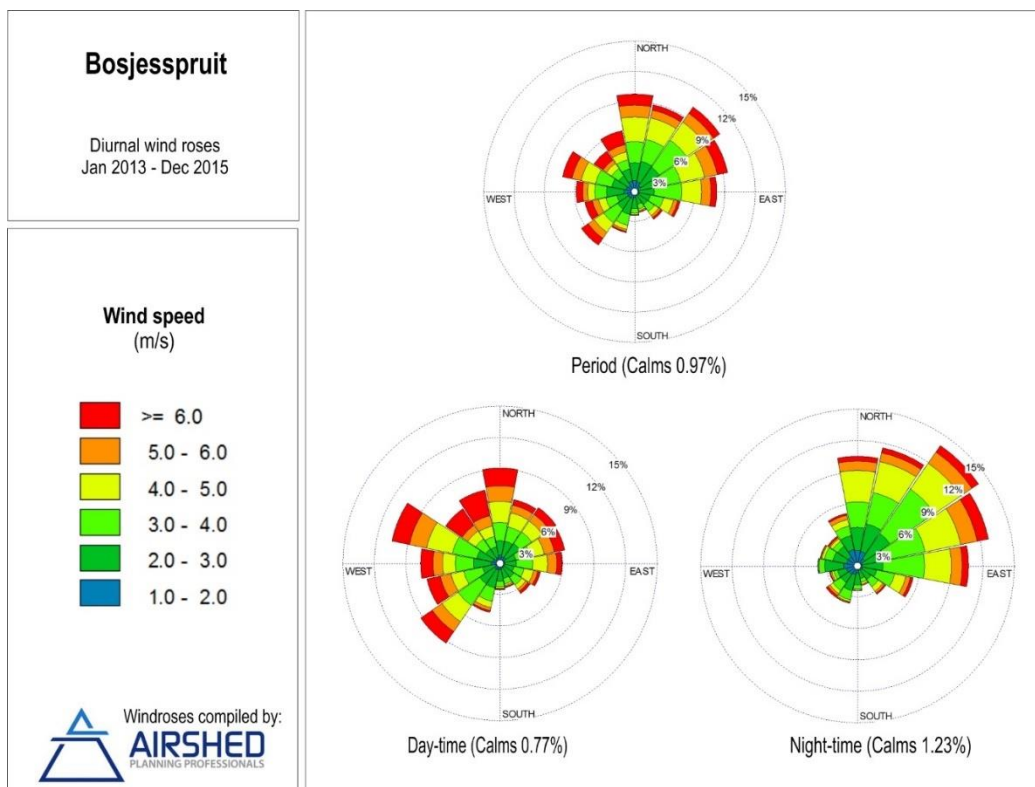 Bosjesspruit
Diurnal wind roses
Jan 2013 - Dec 2015
Wind speed
(m/s)
>= 6.0
5.0 - 6.0
4.0 - 5.0
3.0 - 4.0
2.0 - 3.0
1.0 - 2.0
Windroses compiled by:
AIRSHED
PLANNING PROFESSIONALS
NORTH
15%
12%
9%
6%
3%
WEST
EAST
SOUTH
Period (Calms 0.97%)
NORTH
15%
12%
9%
6%
3%
WEST
EAST
SOUTH
Day-time (Calms 0.77%)
NORTH
15%
12%
9%
6%
3%
WEST
EAST
SOUTH
Night-time (Calms 1.23%)